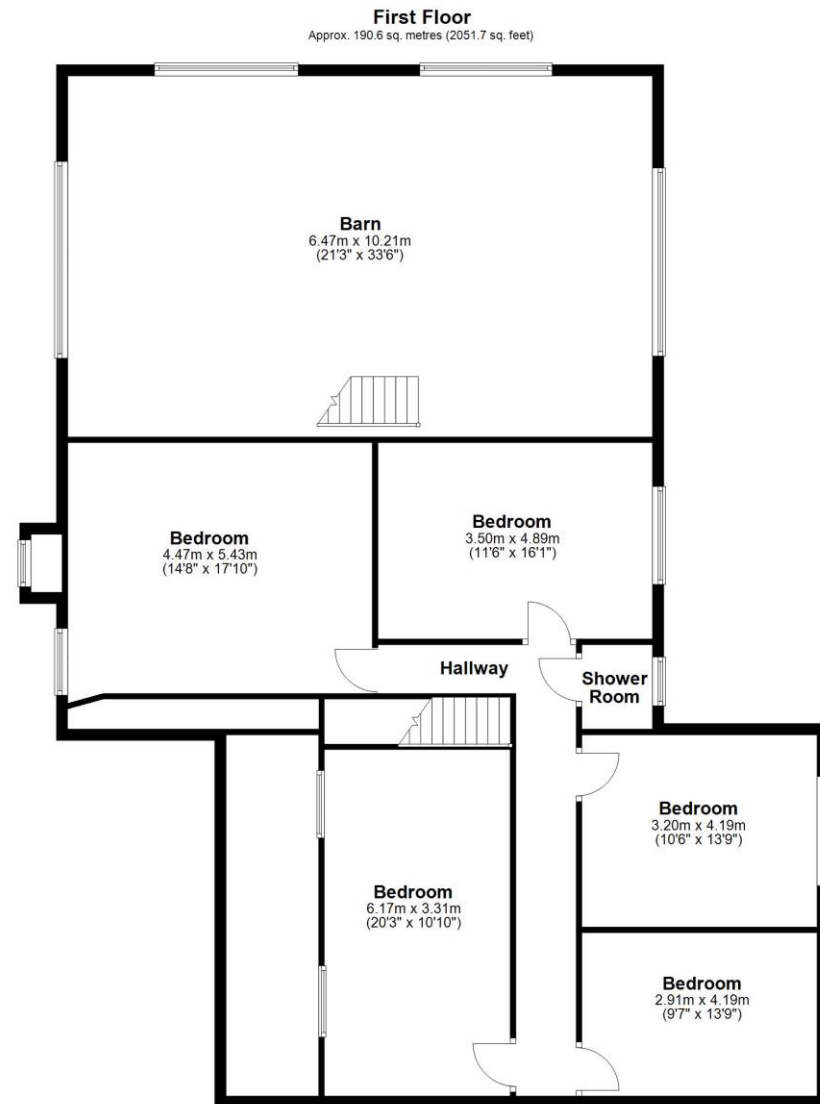 First Floor
Approx. 190.6 sq. metres (2051.7 sq. feet)
Barn
6.47m x 10.21m
(21'3" x 33'6")
Bedroom
4.47m x 5.43m
(14'8" x 17'10")
Bedroom
3.50m x 4.89m
(11'6" x 16'1")
Hallway
Shower
Room
Bedroom
3.20m x 4.19m
(10'6" x 13'9")
Bedroom
6.17m x 3.31m
(20'3" x 10'10")
Bedroom
2.91m x 4.19m
(9'7" x 13'9")